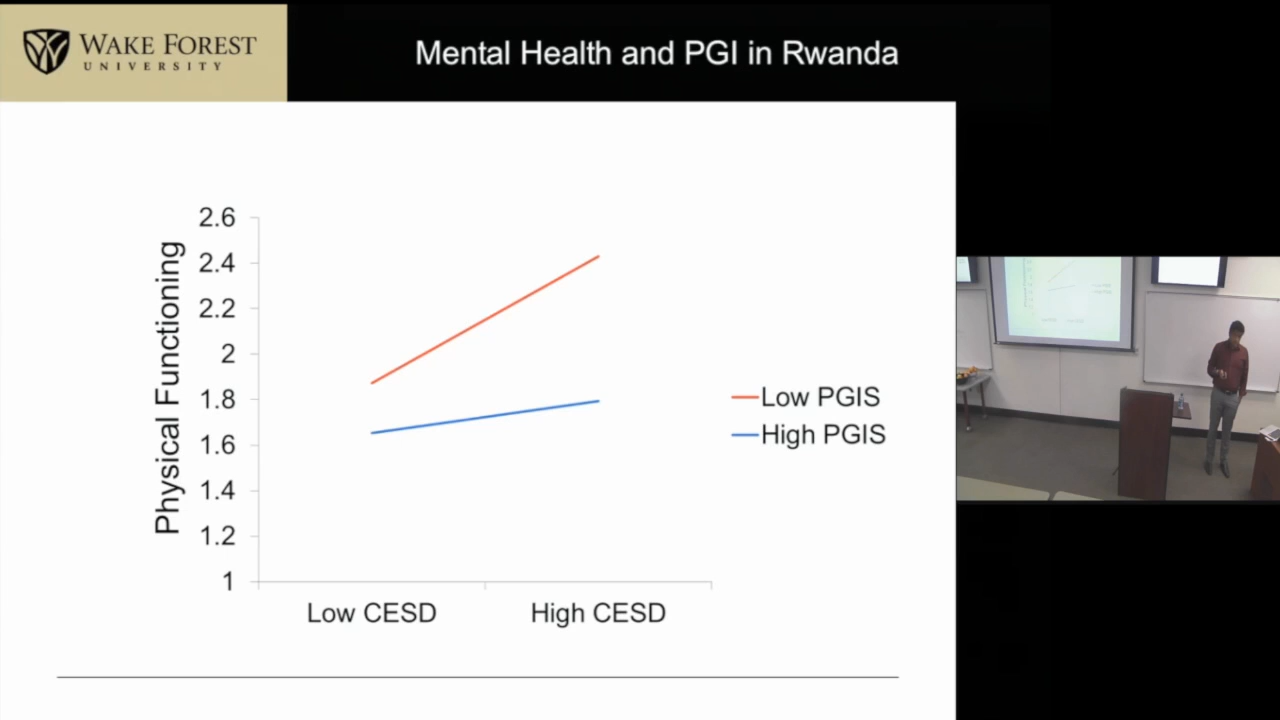 WAKE FOREST
UNIVERSITY
Mental Health and PGI in Rwanda
Physical Functioning
2.6
2.4
2.2
2
1.8
1.6
1.4
1.2
1
Low CESD
High CESD
Low PGIS
High PGIS